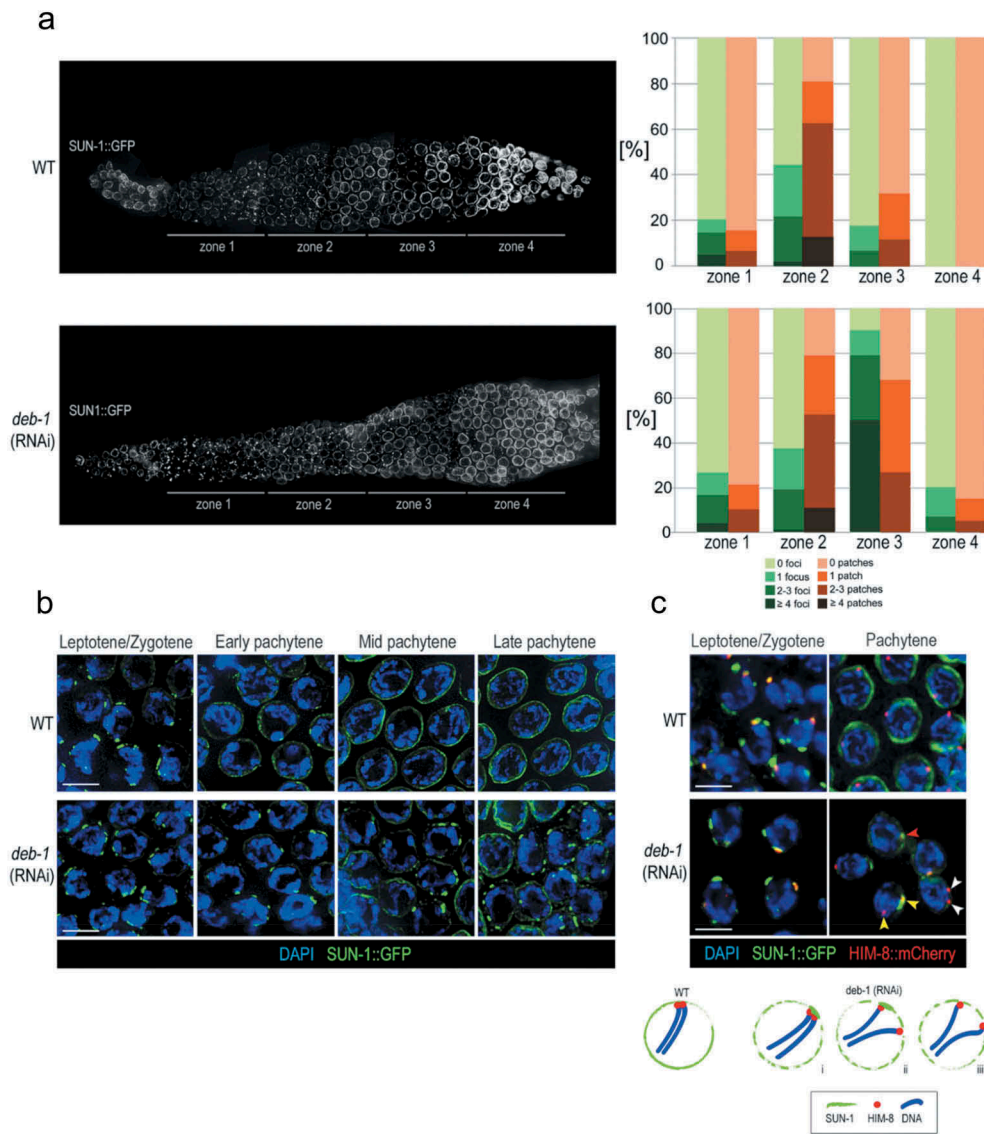 a
SUN-1::GFP
WT
zone 1 zone 2 zone 3 zone 4
100
80
60
[%]
40
20
0
zone 1 zone 2 zone 3 zone 4
SUN1::GFP
deb-1
(RNAi)
zone 1 zone 2 zone 3 zone 4
100
80
60
[%]
40
20
0
zone 1 zone 2 zone 3 zone 4
0 foci 0 patches
1 focus 1 patch
2-3 foci 2-3 patches
≥ 4 foci ≥ 4 patches
b
Leptotene/Zygotene Early pachytene Mid pachytene Late pachytene
WT
deb-1
(RNAi)
DAPI SUN-1::GFP
c
Leptotene/Zygotene Pachytene
WT
deb-1
(RNAi)
DAPI SUN-1::GFP HIM-8::mCherry
WT deb-1 (RNAi)
i ii iii
SUN-1 HIM-8 DNA